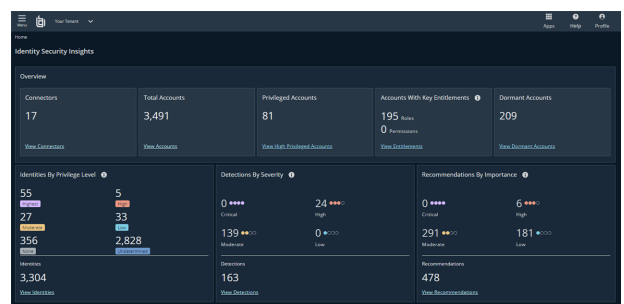 Menu
Your Tenant
Apps
Help
Profile
Home
Identity Security Insights
Overview
Connectors
17
View Connectors
Total Accounts
3,491
View Accounts
Privileged Accounts
81
View High Privileged Accounts
Accounts With Key Entitlements
195 Roles
0 Permissions
View Entitlements
Dormant Accounts
209
View Dormant Accounts
Identities By Privilege Level
55
Highest
5
High
27
Moderate
33
Low
356
None
2,828
Undetermined
Identities
3,304
View Identities
Detections By Severity
0
Critical
24
High
139
Moderate
0
Low
Detections
163
View Detections
Recommendations By Importance
0
Critical
6
High
291
Moderate
181
Low
Recommendations
478
View Recommendations